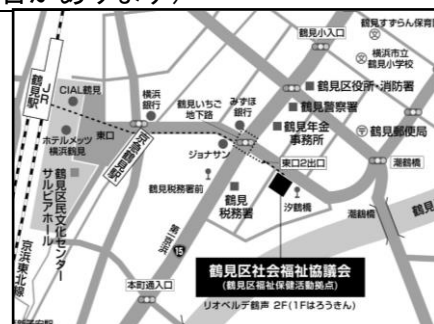 鶴見小入口
鶴見すずらん保育園
横浜市立
鶴見小学校
CIAL鶴見
JR
鶴見駅
横浜
銀行
鶴見いちご
地下路
みずほ
銀行
鶴見区役所・消防署
鶴見警察署
鶴見年金
事務所
鶴見郵便局
東口
ホテルメッツ
横浜鶴見
京急鶴見駅
ジョナサン
東口2出口
潮鶴橋
鶴見区民文化センター
サルビアホール
鶴見税務署前
鶴見
税務署
汐鶴橋
潮鶴橋
鶴見
第二京浜
15
京浜東北線
本町通入口
鶴見区社会福祉協議会
(鶴見区福祉保健活動拠点)
リオベルデ鶴声 2F(1Fはろうきん)